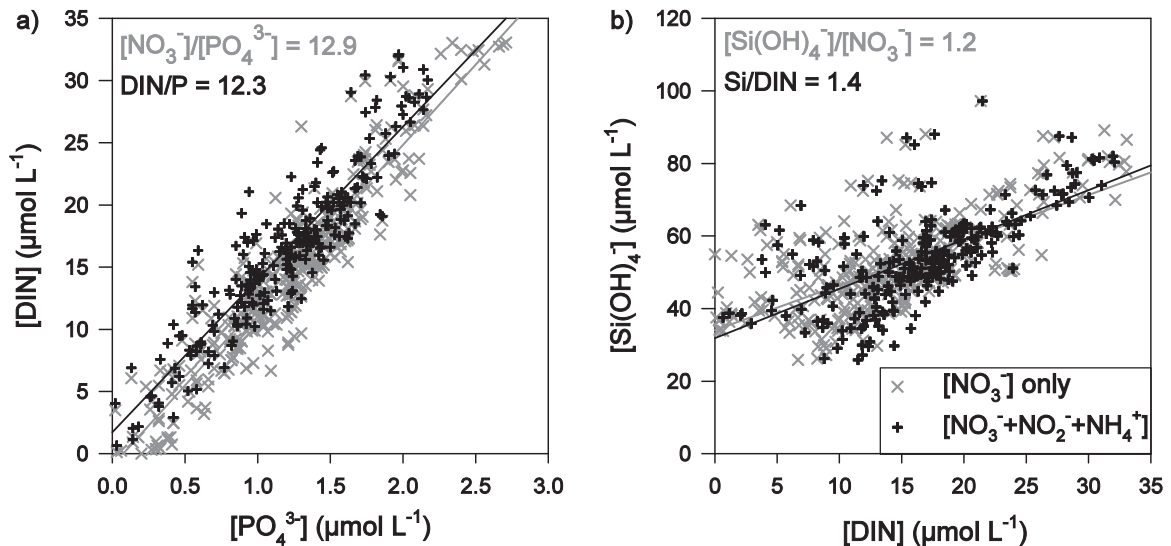 a)
[NO₃⁻]/[PO₄³⁻] = 12.9
DIN/P = 12.3
35
30
25
20
15
10
5
0
[DIN] (µmol L⁻¹)
0.0 0.5 1.0 1.5 2.0 2.5 3.0
[PO₄³⁻] (µmol L⁻¹)
b)
[Si(OH)₄⁻]/[NO₃⁻] = 1.2
Si/DIN = 1.4
120
100
80
60
40
20
0
[Si(OH)₄⁻] (µmol L⁻¹)
[NO₃⁻] only
[NO₃⁻+NO₂⁻+NH₄⁺]
0 5 10 15 20 25 30 35
[DIN] (µmol L⁻¹)